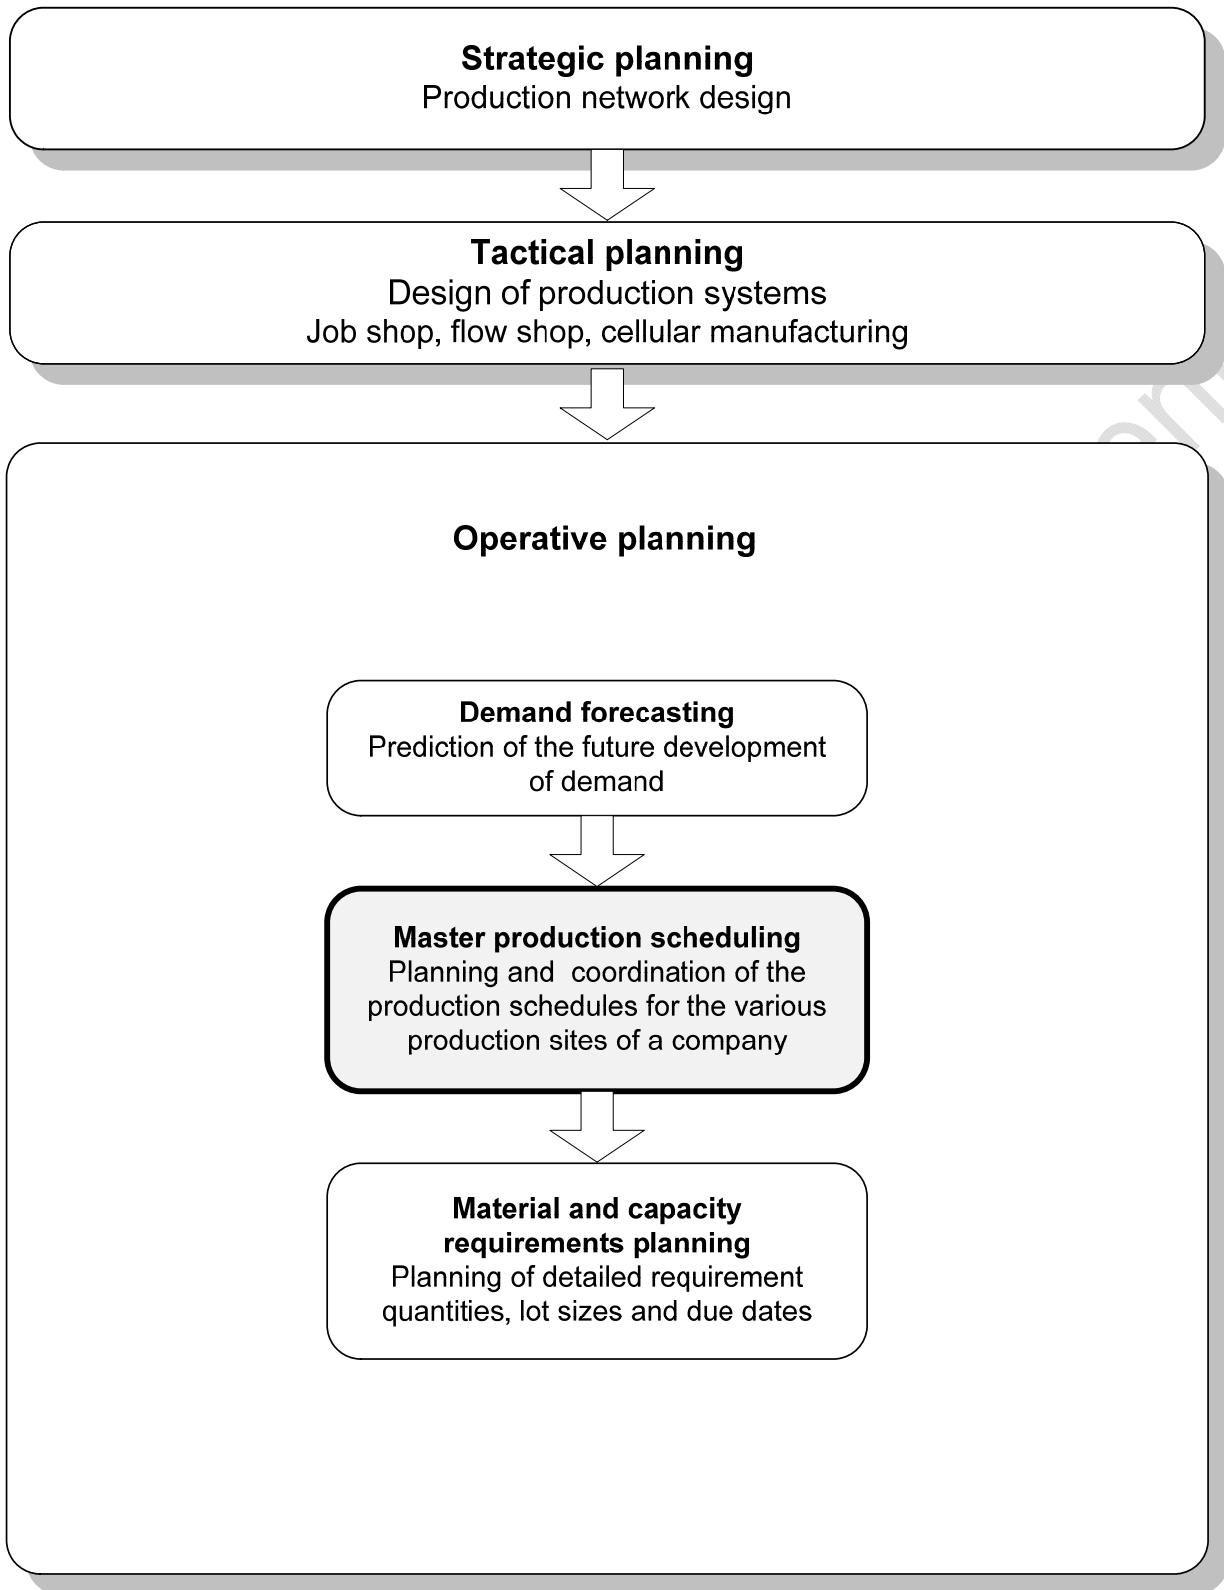 Strategic planning
Production network design
Tactical planning
Design of production systems
Job shop, flow shop, cellular manufacturing
Operative planning
Demand forecasting
Prediction of the future development
of demand
Master production scheduling
Planning and  coordination of the
production schedules for the various
production sites of a company
Material and capacity
requirements planning
Planning of detailed requirement
quantities, lot sizes and due dates